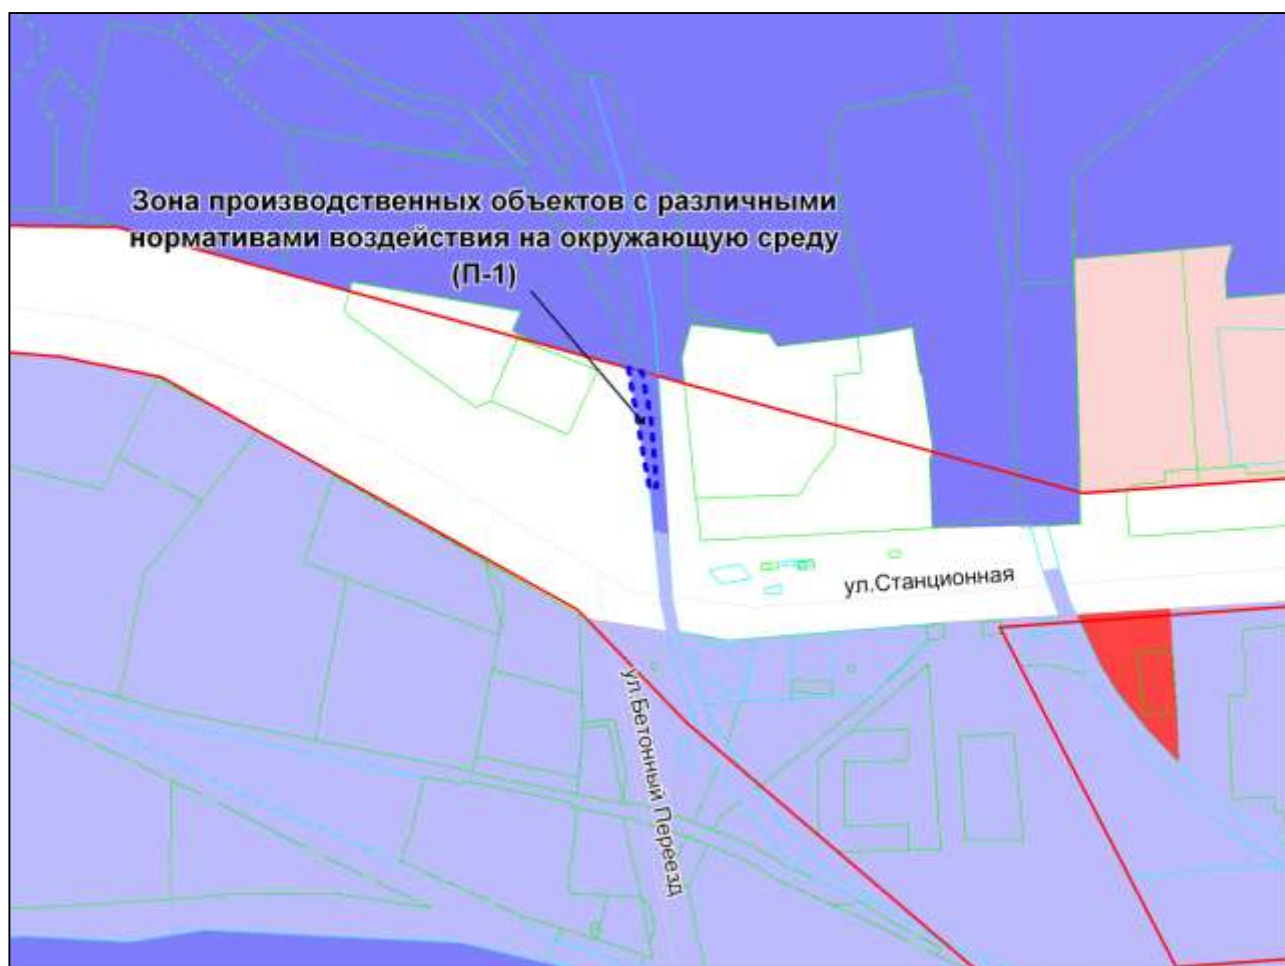 Зона производственных объектов с различными
нормативами воздействия на окружающую среду
(П-1)
ул.Станционная
ул.Бетонный Переезд